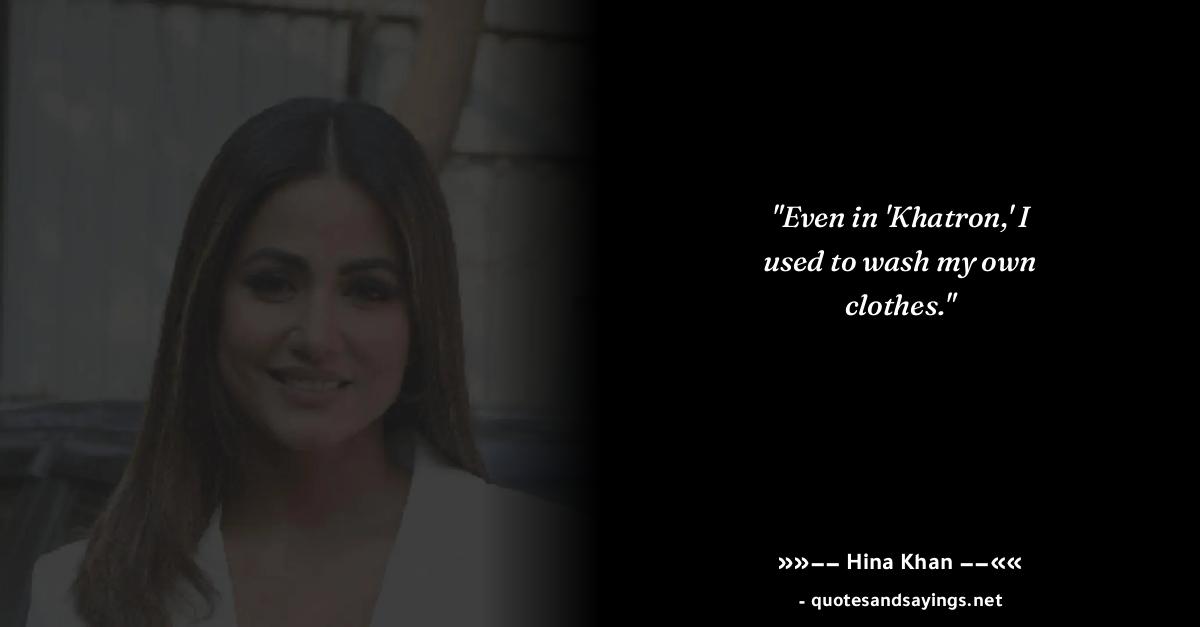 "Even in 'Khatron,' I
used to wash my own
clothes."
»»–– Hina Khan ––««
- quotesandsayings.net